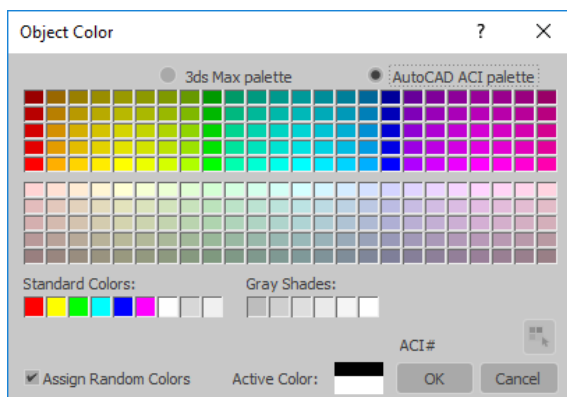 Object Color ?
3ds Max palette AutoCAD ACI palette
Standard Colors: Gray Shades:
ACI#
Assign Random Colors Active Color: OK Cancel